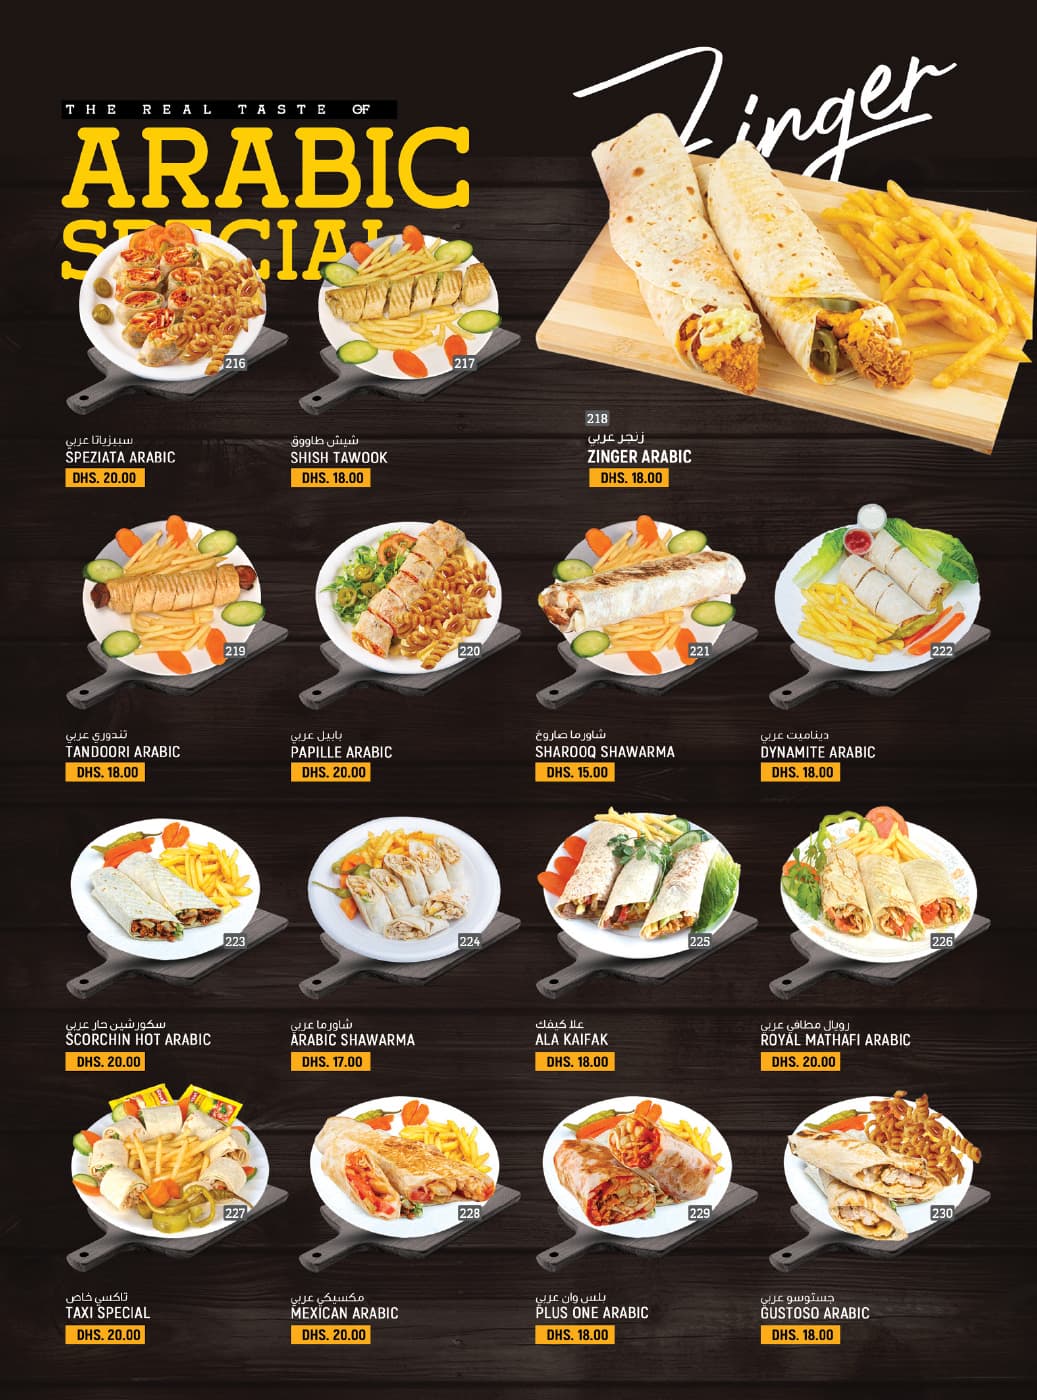 THE REAL TASTE OF
ARABIC
SPECIAL
Zinger
216
217
218
سبيزياتا عربي
SPEZIATA ARABIC
DHS. 20.00
شيش طاووق
SHISH TAWOOK
DHS. 18.00
زنجر عربي
ZINGER ARABIC
DHS. 18.00
219
220
221
222
تندوري عربي
TANDOORI ARABIC
DHS. 18.00
بابيل عربي
PAPILLE ARABIC
DHS. 20.00
شاورما صاروخ
SHAROOQ SHAWARMA
DHS. 15.00
ديناميت عربي
DYNAMITE ARABIC
DHS. 18.00
223
224
225
226
سكورشين حار عربي
SCORCHIN HOT ARABIC
DHS. 20.00
شاورما عربي
ARABIC SHAWARMA
DHS. 17.00
علا كيفك
ALA KAIFAK
DHS. 18.00
رويال مطافي عربي
ROYAL MATHAFI ARABIC
DHS. 20.00
227
228
229
230
تاكسي خاص
TAXI SPECIAL
DHS. 20.00
مكسيكي عربي
MEXICAN ARABIC
DHS. 20.00
بلس وان عربي
PLUS ONE ARABIC
DHS. 18.00
جستوسو عربي
GUSTOSO ARABIC
DHS. 18.00